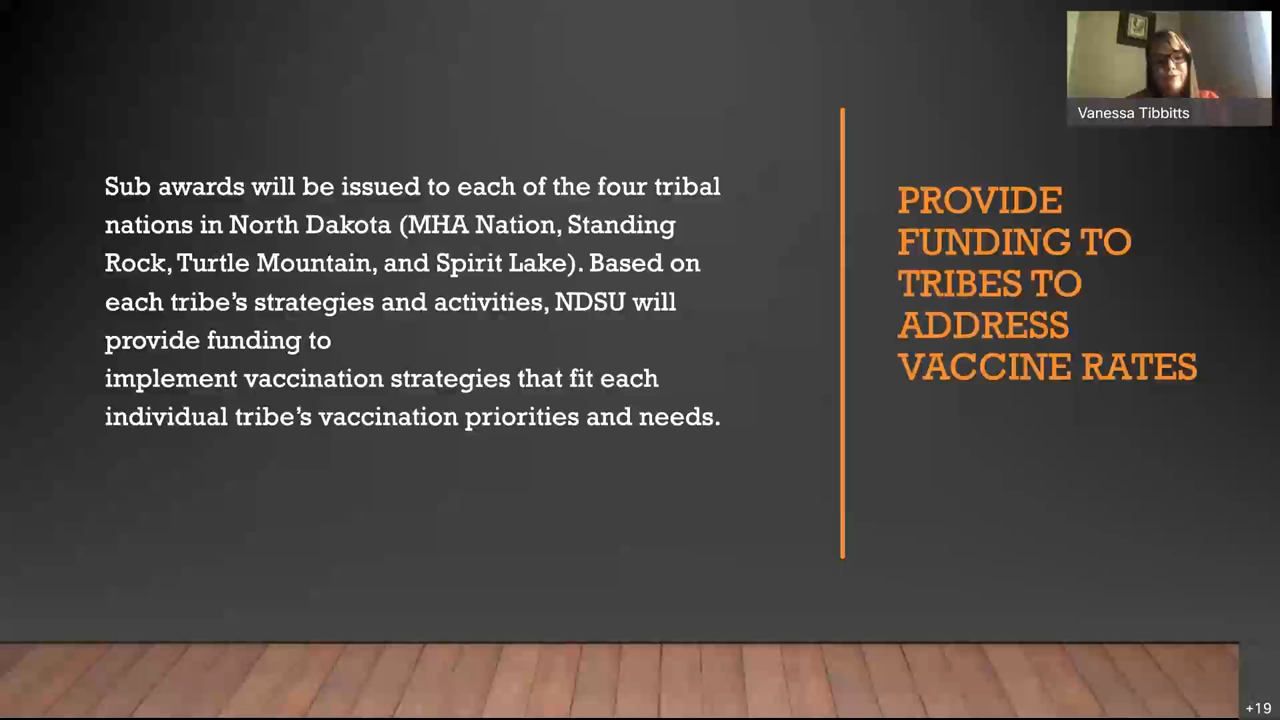 Vanessa Tibbitts
Sub awards will be issued to each of the four tribal
nations in North Dakota (MHA Nation, Standing
Rock, Turtle Mountain, and Spirit Lake). Based on
each tribe’s strategies and activities, NDSU will
provide funding to
implement vaccination strategies that fit each
individual tribe’s vaccination priorities and needs.
PROVIDE
FUNDING TO
TRIBES TO
ADDRESS
VACCINE RATES
+19